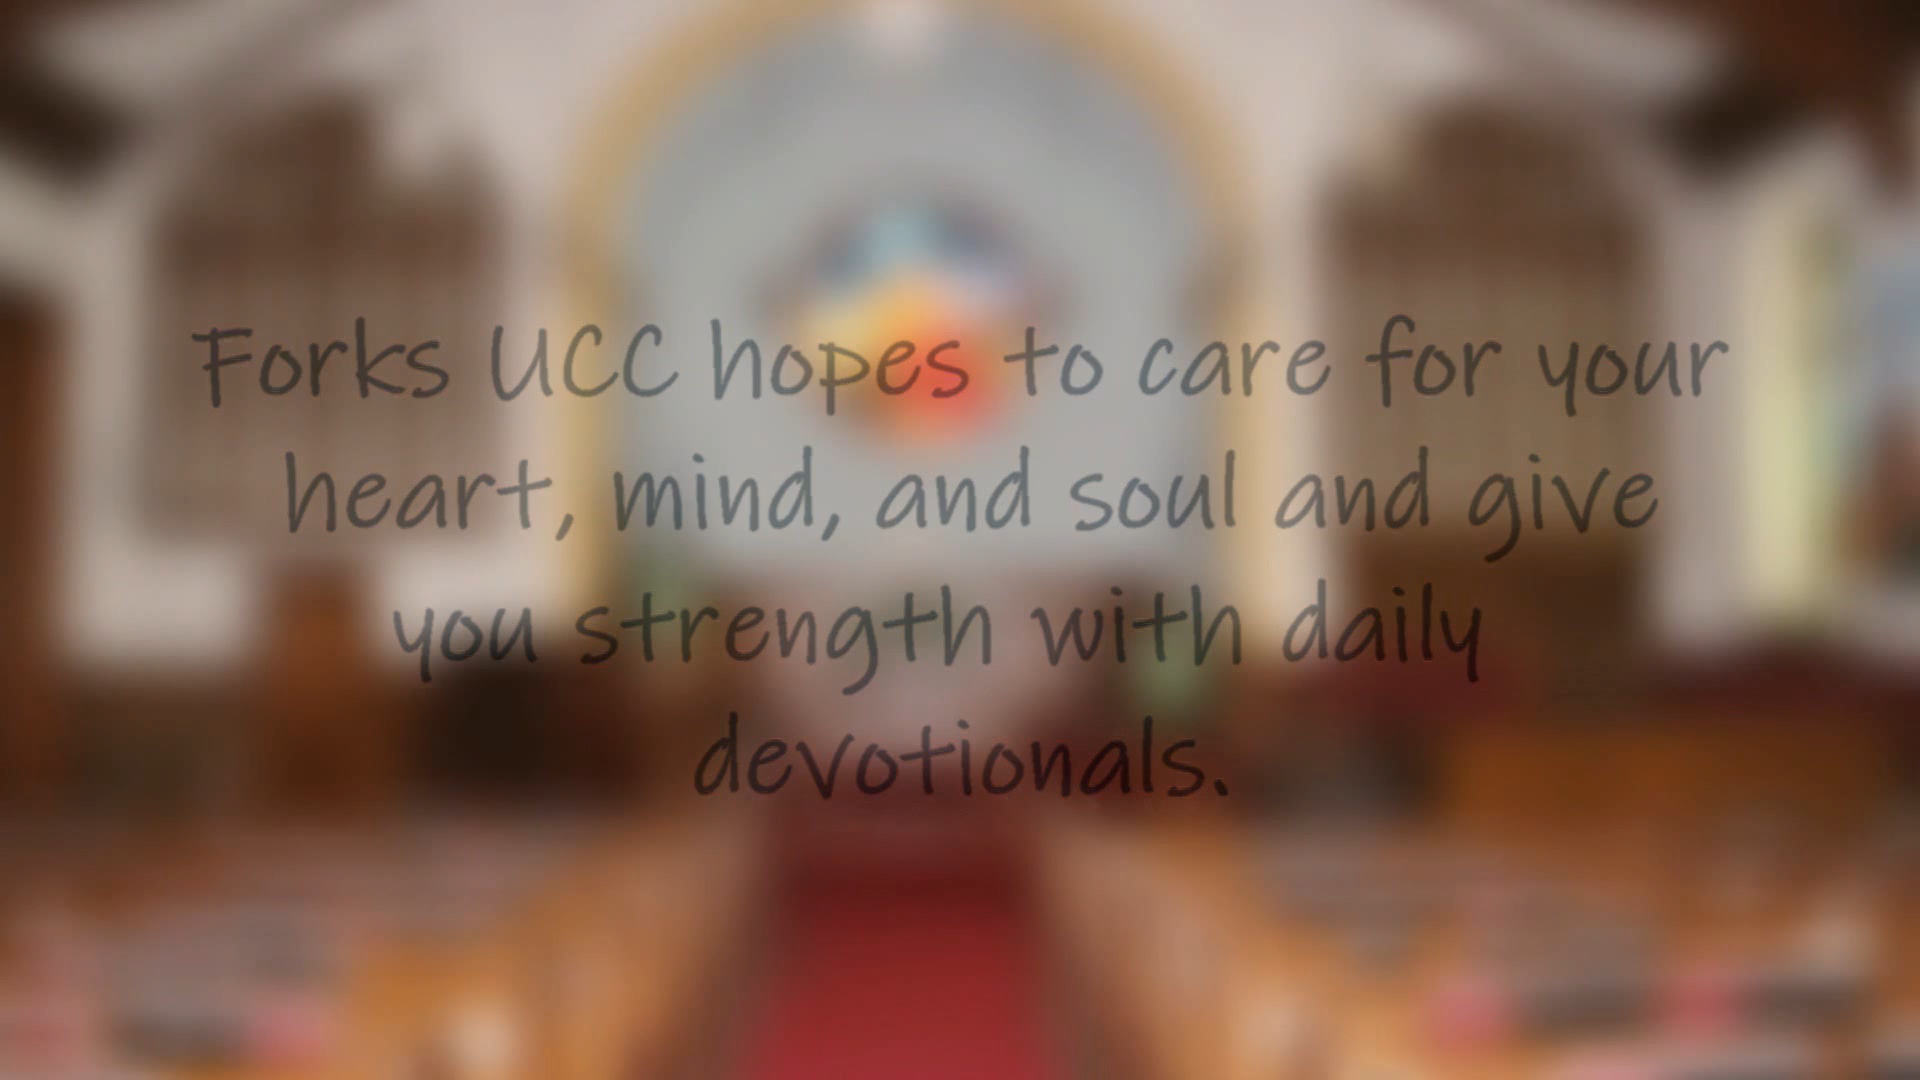 Forks UCC hopes to care for your
heart, mind, and soul and give
you strength with daily
devotionals.